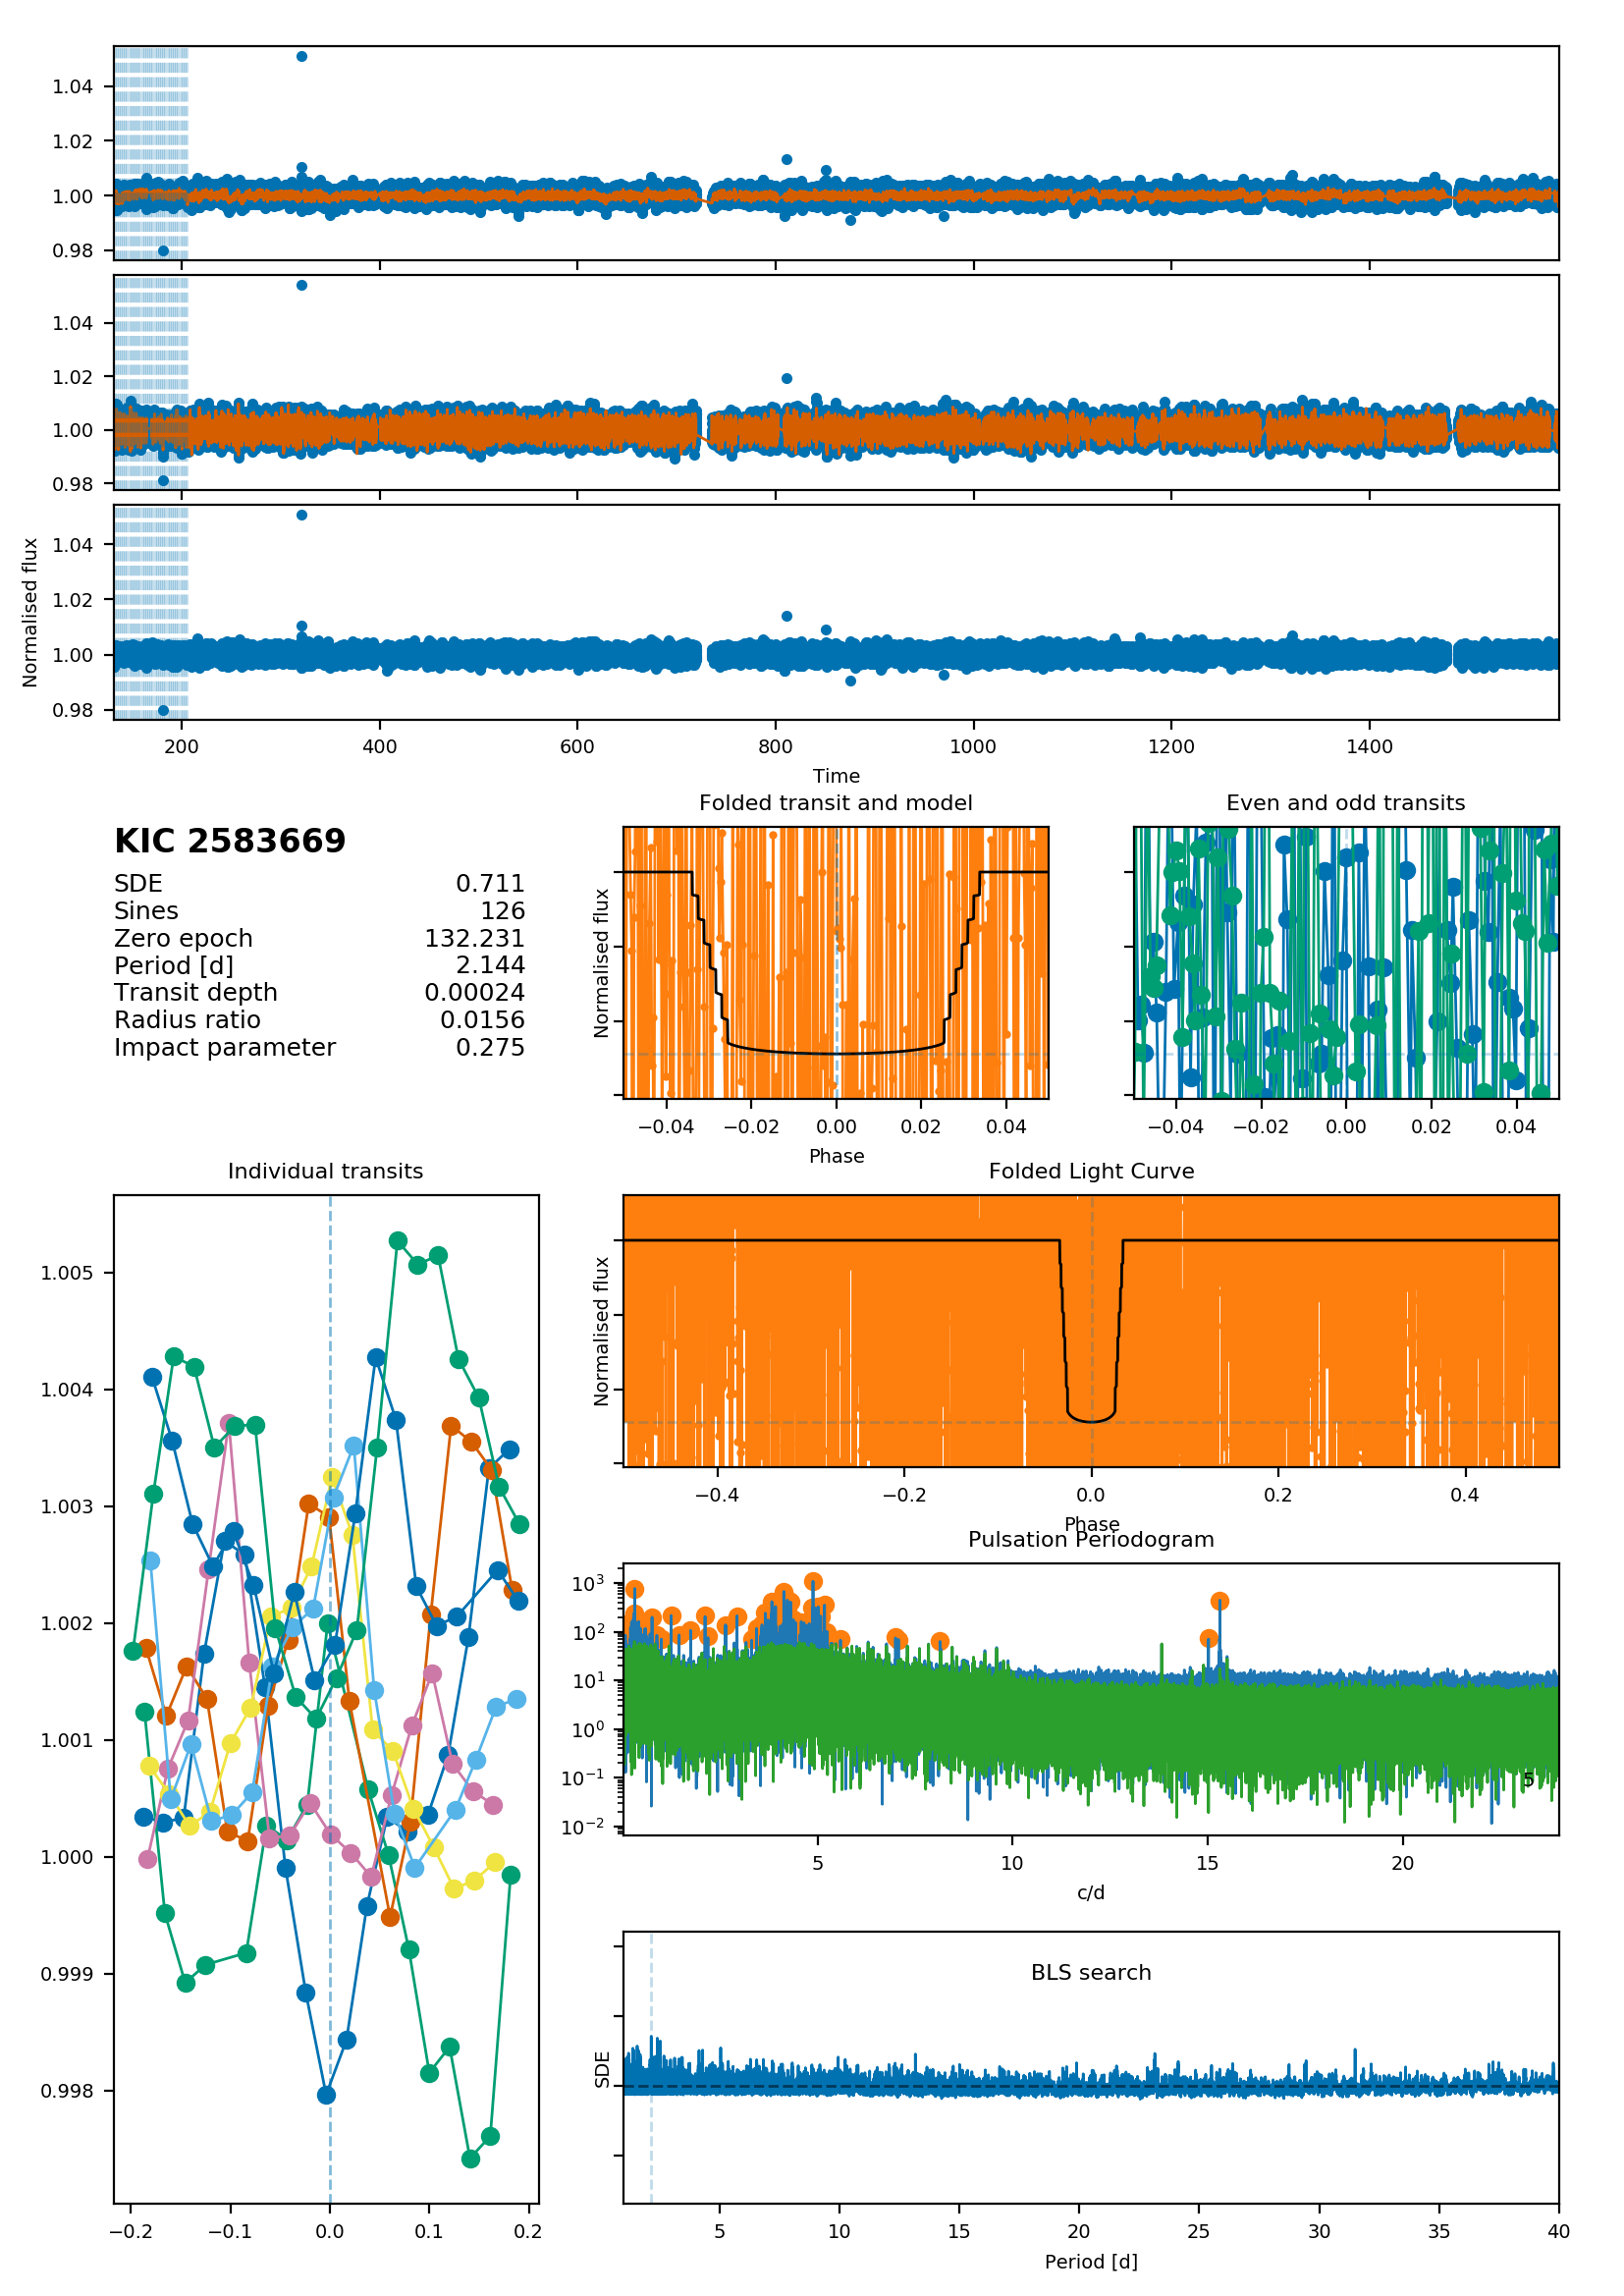 1.04
1.02
1.00
0.98
1.04
1.02
1.00
0.98
1.04
1.02
1.00
0.98
Normalised flux
200 400 600 800 1000 1200 1400
Time
KIC 2583669
SDE 0.711
Sines 126
Zero epoch 132.231
Period [d] 2.144
Transit depth 0.00024
Radius ratio 0.0156
Impact parameter 0.275
Folded transit and model
Normalised flux
−0.04 −0.02 0.00 0.02 0.04
Phase
Even and odd transits
−0.04 −0.02 0.00 0.02 0.04
Individual transits
1.005
1.004
1.003
1.002
1.001
1.000
0.999
0.998
−0.2 −0.1 0.0 0.1 0.2
Folded Light Curve
Normalised flux
−0.4 −0.2 0.0 0.2 0.4
Phase
Pulsation Periodogram
10³
10²
10¹
10⁰
10⁻¹
10⁻²
5
5 10 15 20
c/d
BLS search
SDE
5 10 15 20 25 30 35 40
Period [d]